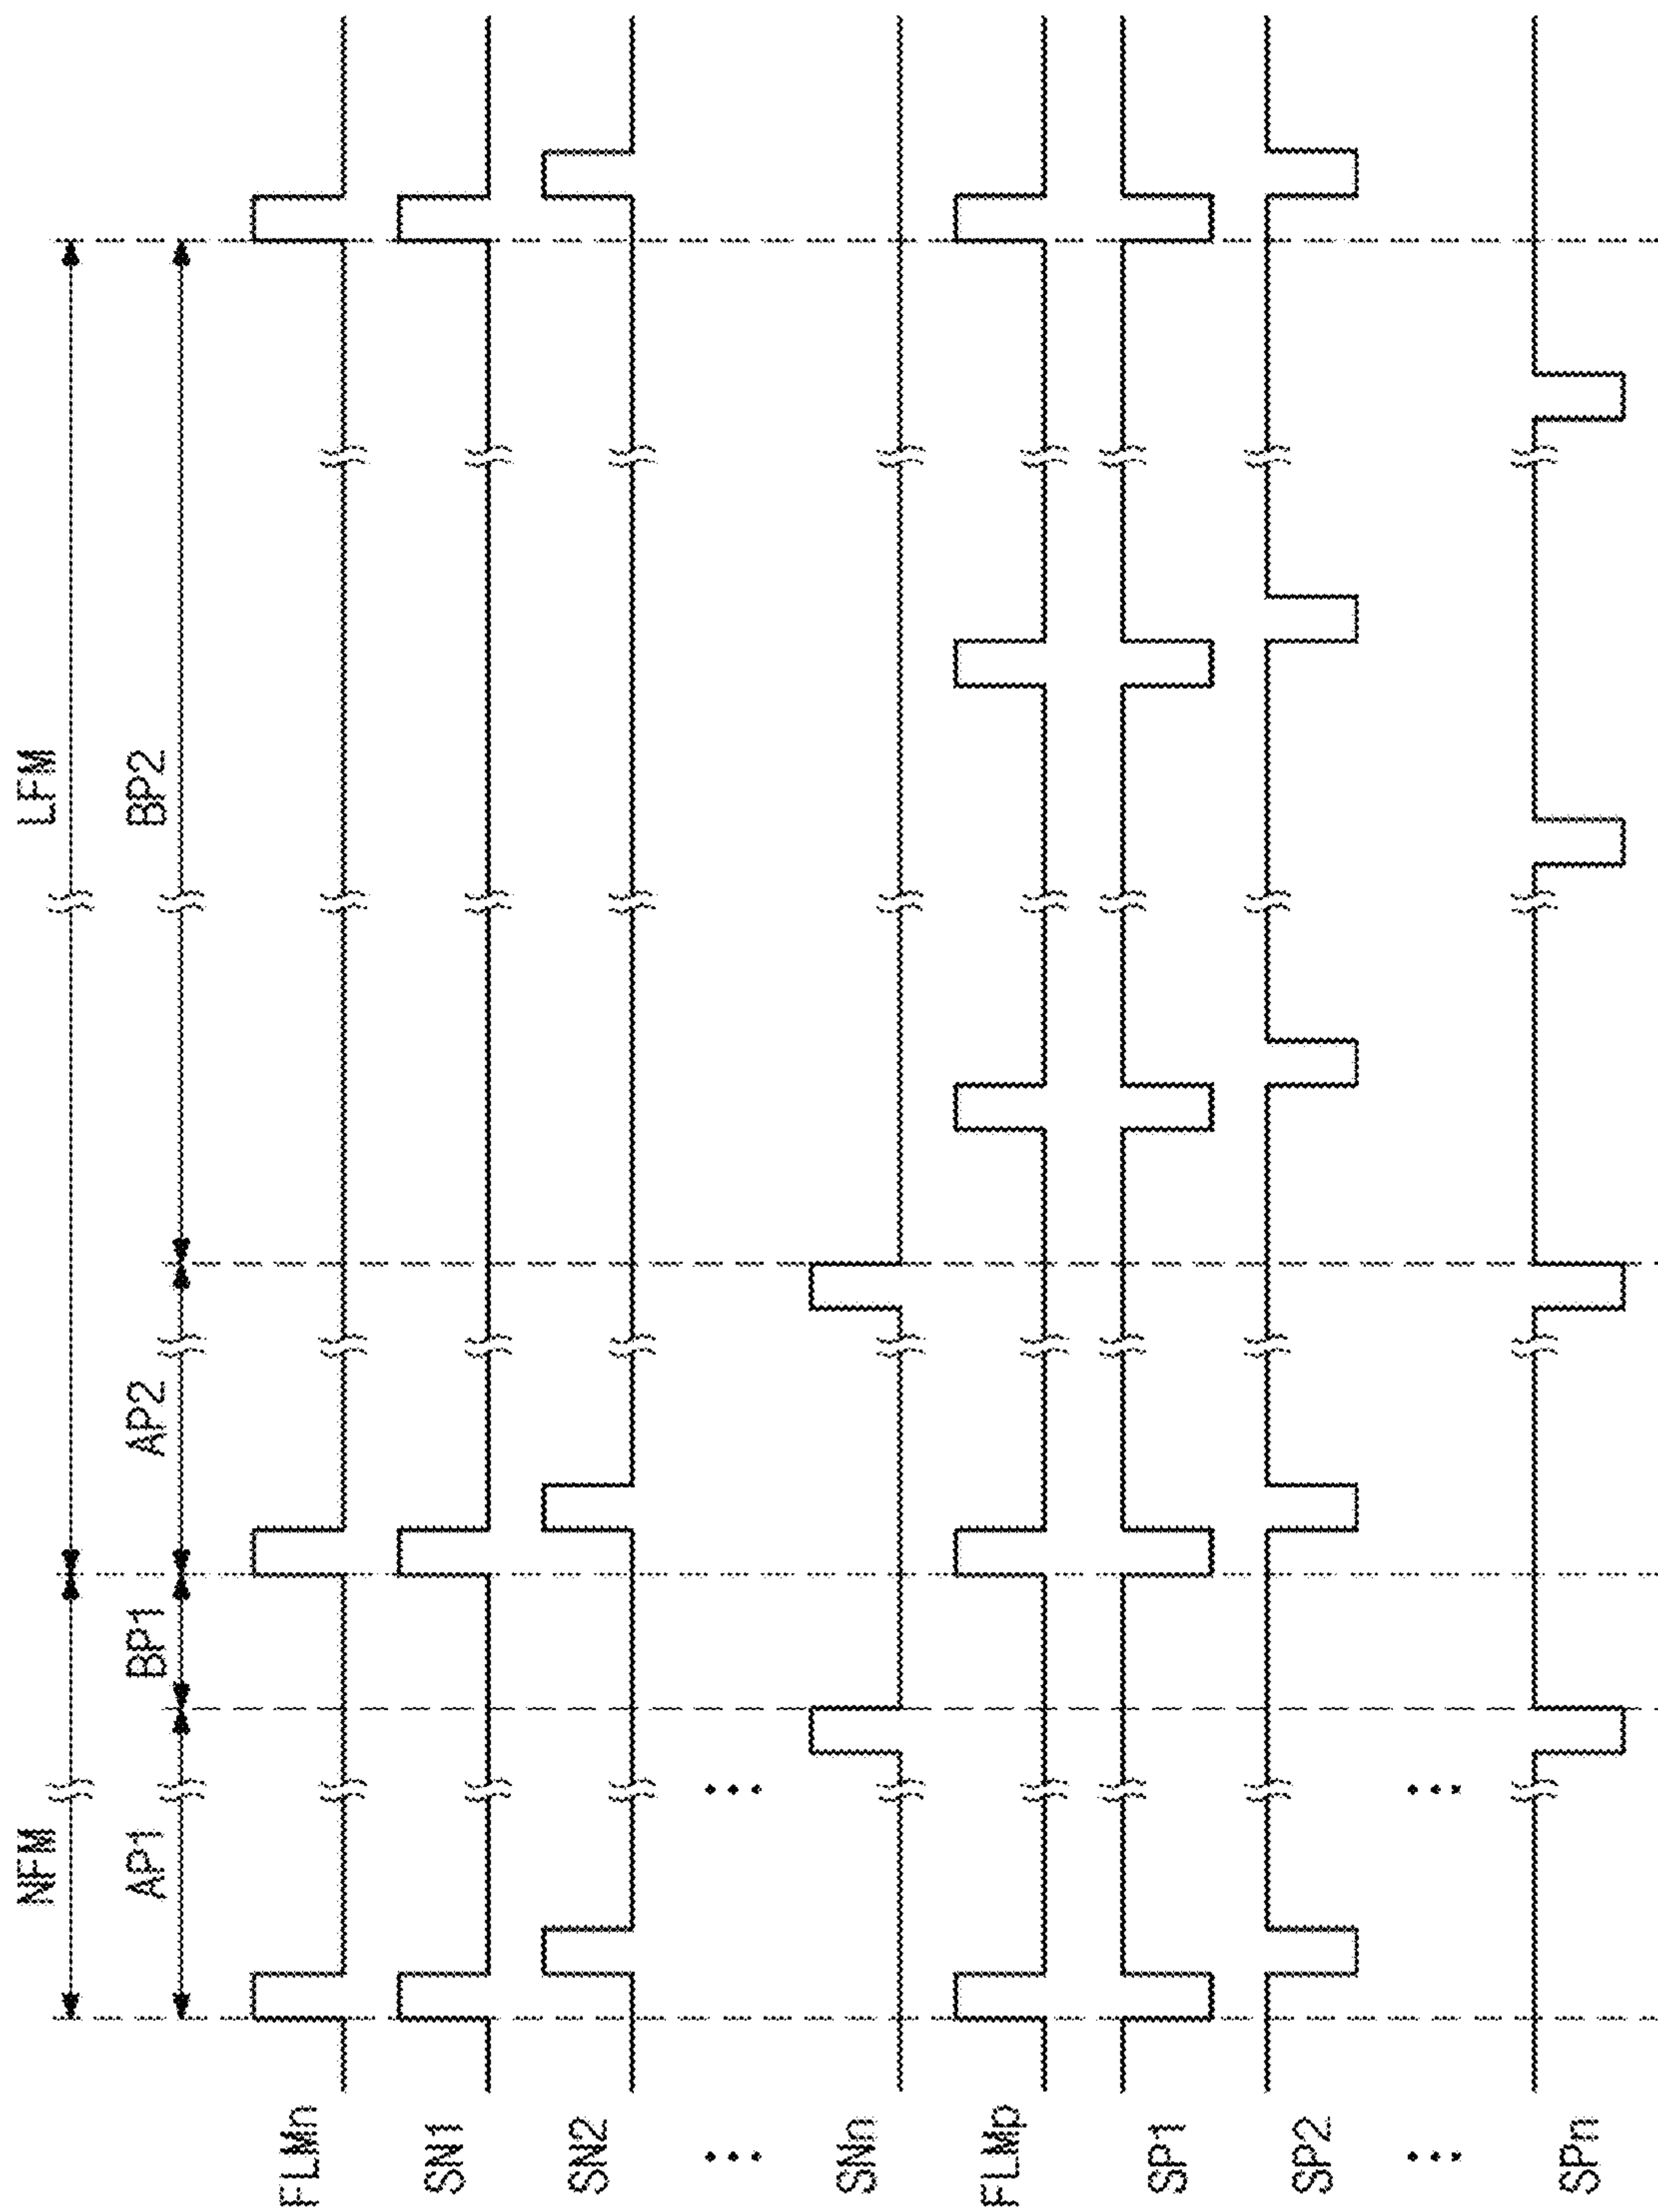 NFM LFM
AP1 BP1 AP2 BP2
FLMn
SN1
SN2
SNn
FLMp
SP1
SP2
SPn